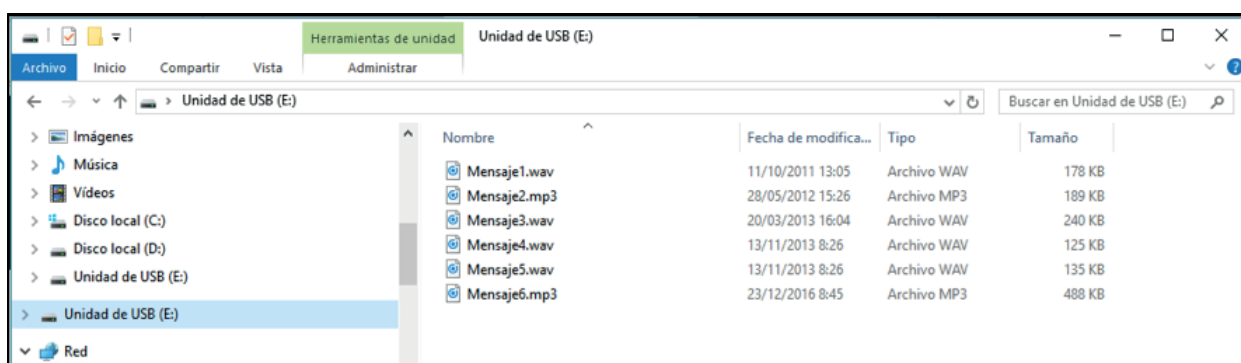 Herramientas de unidad Unidad de USB (E:)
Archivo Inicio Compartir Vista Administrar
Unidad de USB (E:) Buscar en Unidad de USB (E:)
Imágenes
Música
Vídeos
Disco local (C:)
Disco local (D:)
Unidad de USB (E:)
Unidad de USB (E:)
Red
Nombre Fecha de modifica... Tipo Tamaño
Mensaje1.wav 11/10/2011 13:05 Archivo WAV 178 KB
Mensaje2.mp3 28/05/2012 15:26 Archivo MP3 189 KB
Mensaje3.wav 20/03/2013 16:04 Archivo WAV 240 KB
Mensaje4.wav 13/11/2013 8:26 Archivo WAV 125 KB
Mensaje5.wav 13/11/2013 8:26 Archivo WAV 135 KB
Mensaje6.mp3 23/12/2016 8:45 Archivo MP3 488 KB